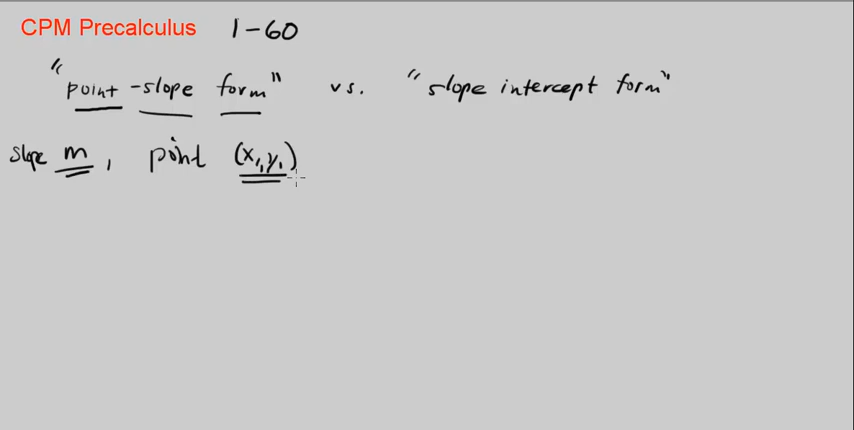 CPM Precalculus 1-60
"point-slope form" vs. "slope intercept form"
slope m, point (x₁,y₁)